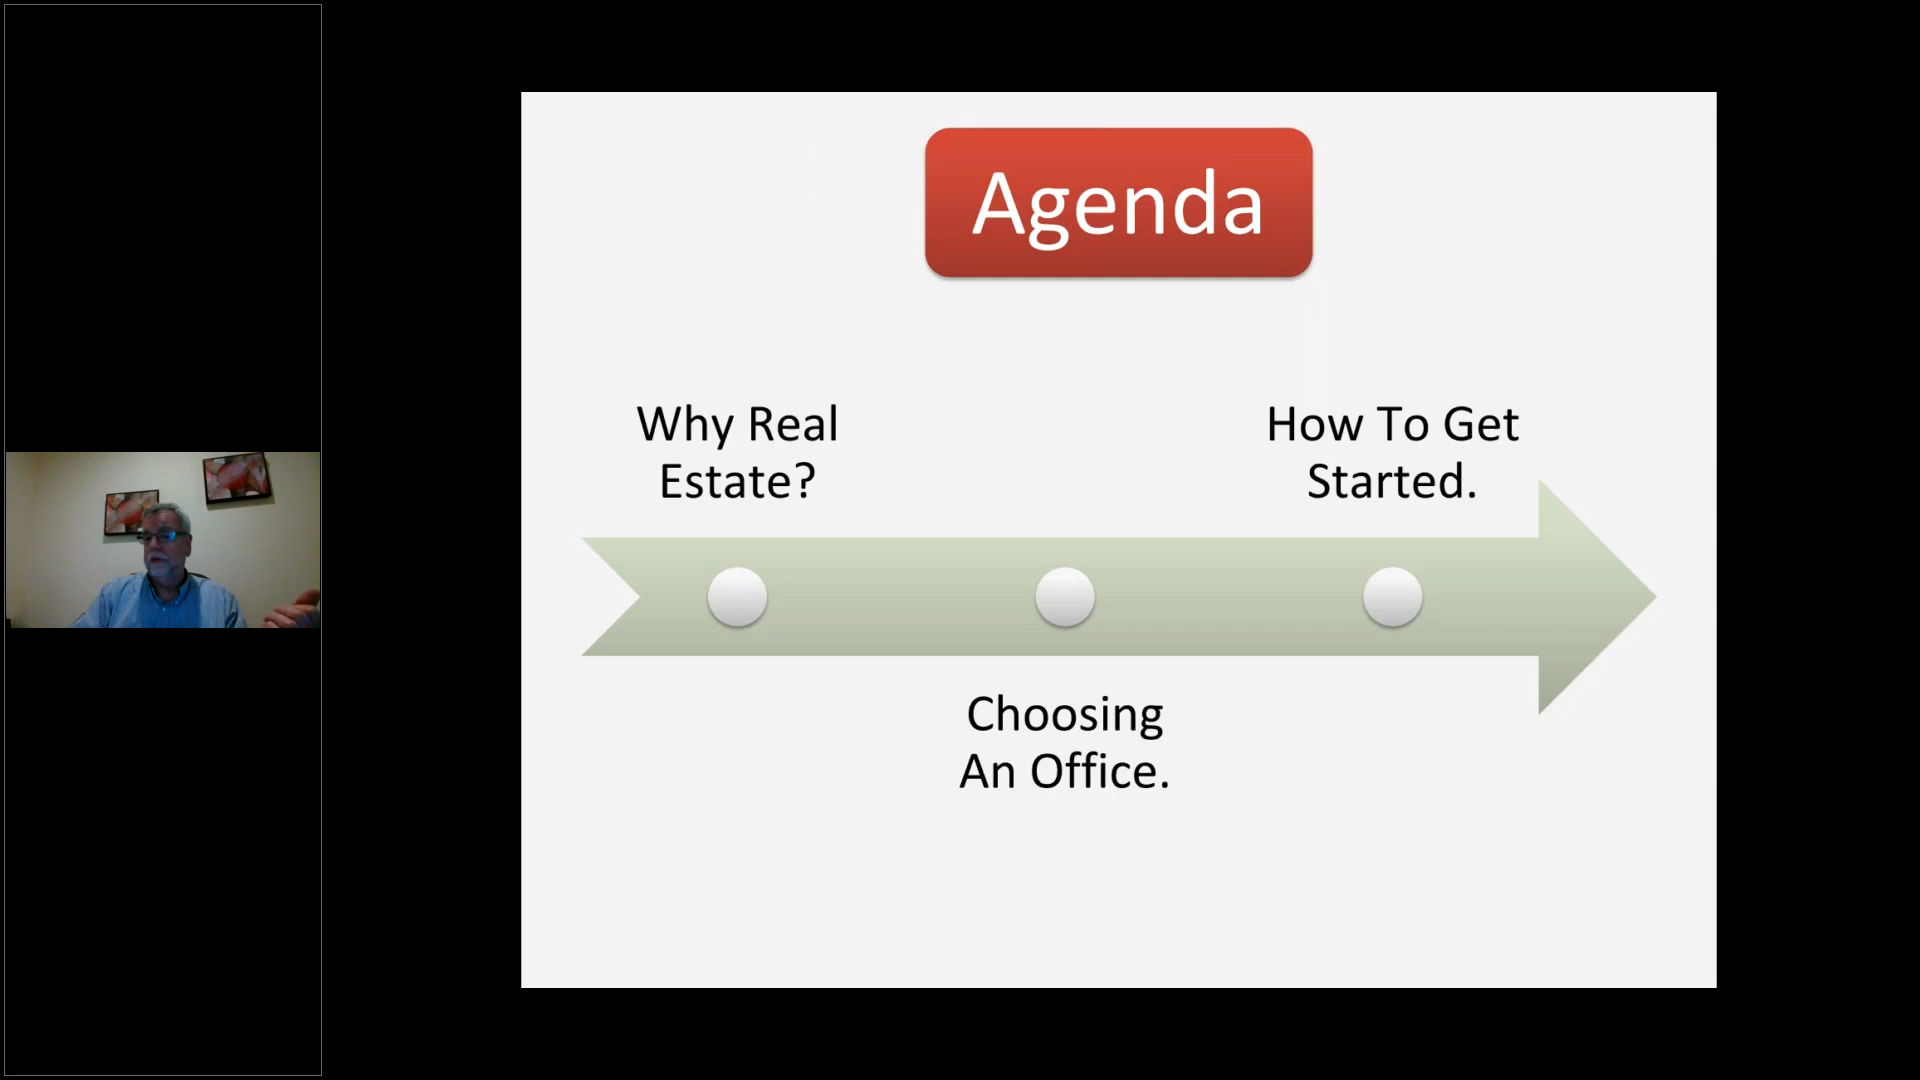 Agenda
Why Real
Estate?
How To Get
Started.
Choosing
An Office.